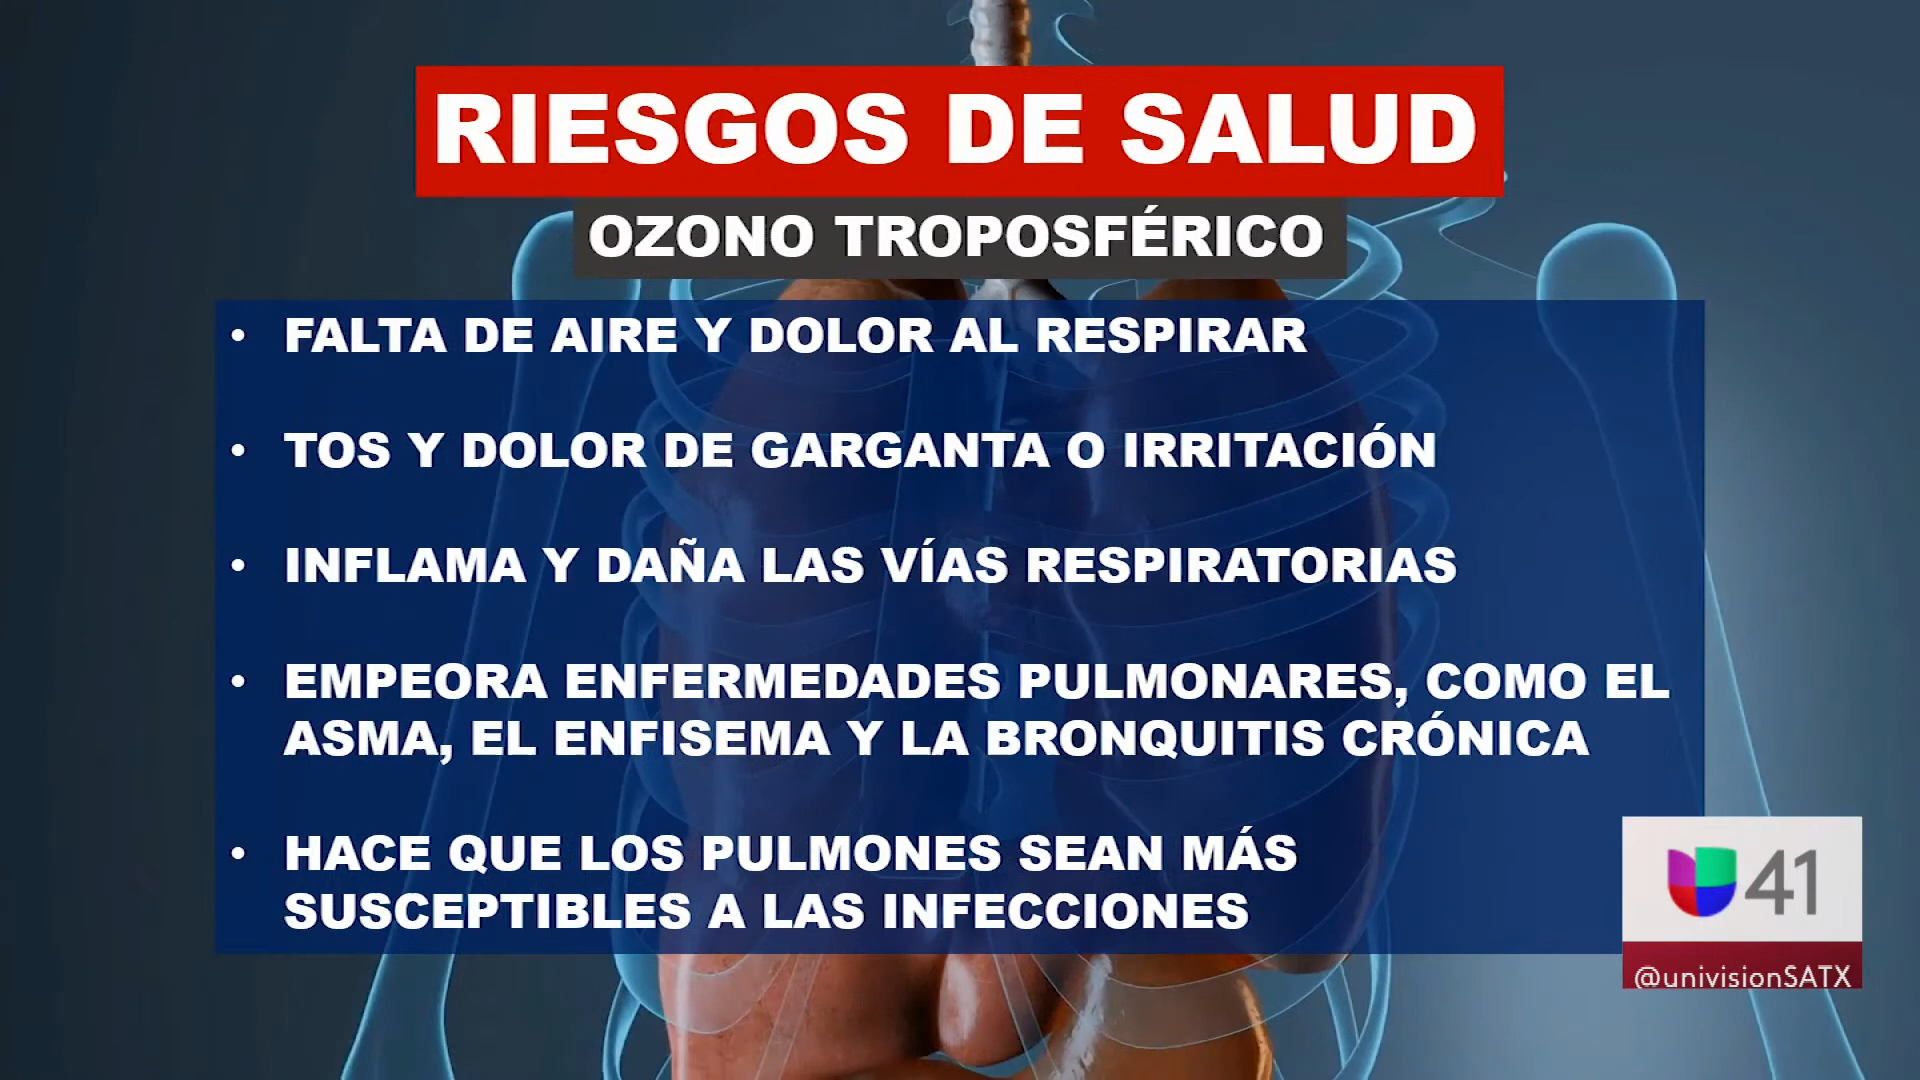 RIESGOS DE SALUD
OZONO TROPOSFÉRICO
• FALTA DE AIRE Y DOLOR AL RESPIRAR
• TOS Y DOLOR DE GARGANTA O IRRITACIÓN
• INFLAMA Y DAÑA LAS VÍAS RESPIRATORIAS
• EMPEORA ENFERMEDADES PULMONARES, COMO EL
ASMA, EL ENFISEMA Y LA BRONQUITIS CRÓNICA
• HACE QUE LOS PULMONES SEAN MÁS
SUSCEPTIBLES A LAS INFECCIONES
41
@univisionSATX